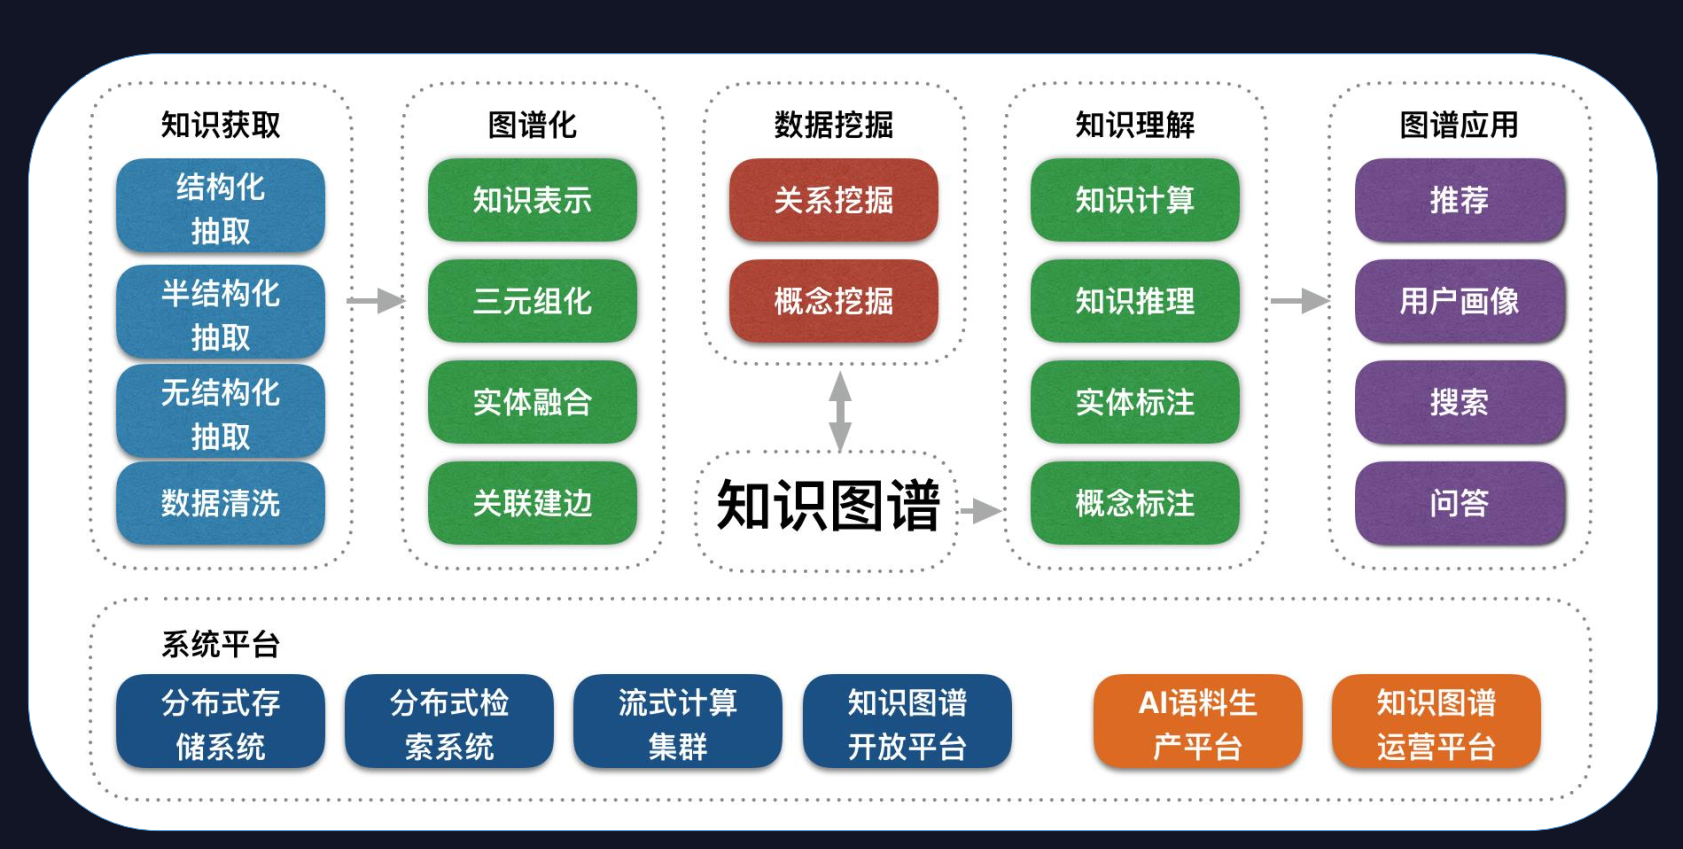 知识获取
结构化
抽取
半结构化
抽取
无结构化
抽取
数据清洗
图谱化
知识表示
三元组化
实体融合
关联建边
数据挖掘
关系挖掘
概念挖掘
知识图谱
知识理解
知识计算
知识推理
实体标注
概念标注
图谱应用
推荐
用户画像
搜索
问答
系统平台
分布式存
储系统
分布式检
索系统
流式计算
集群
知识图谱
开放平台
AI语料生
产平台
知识图谱
运营平台